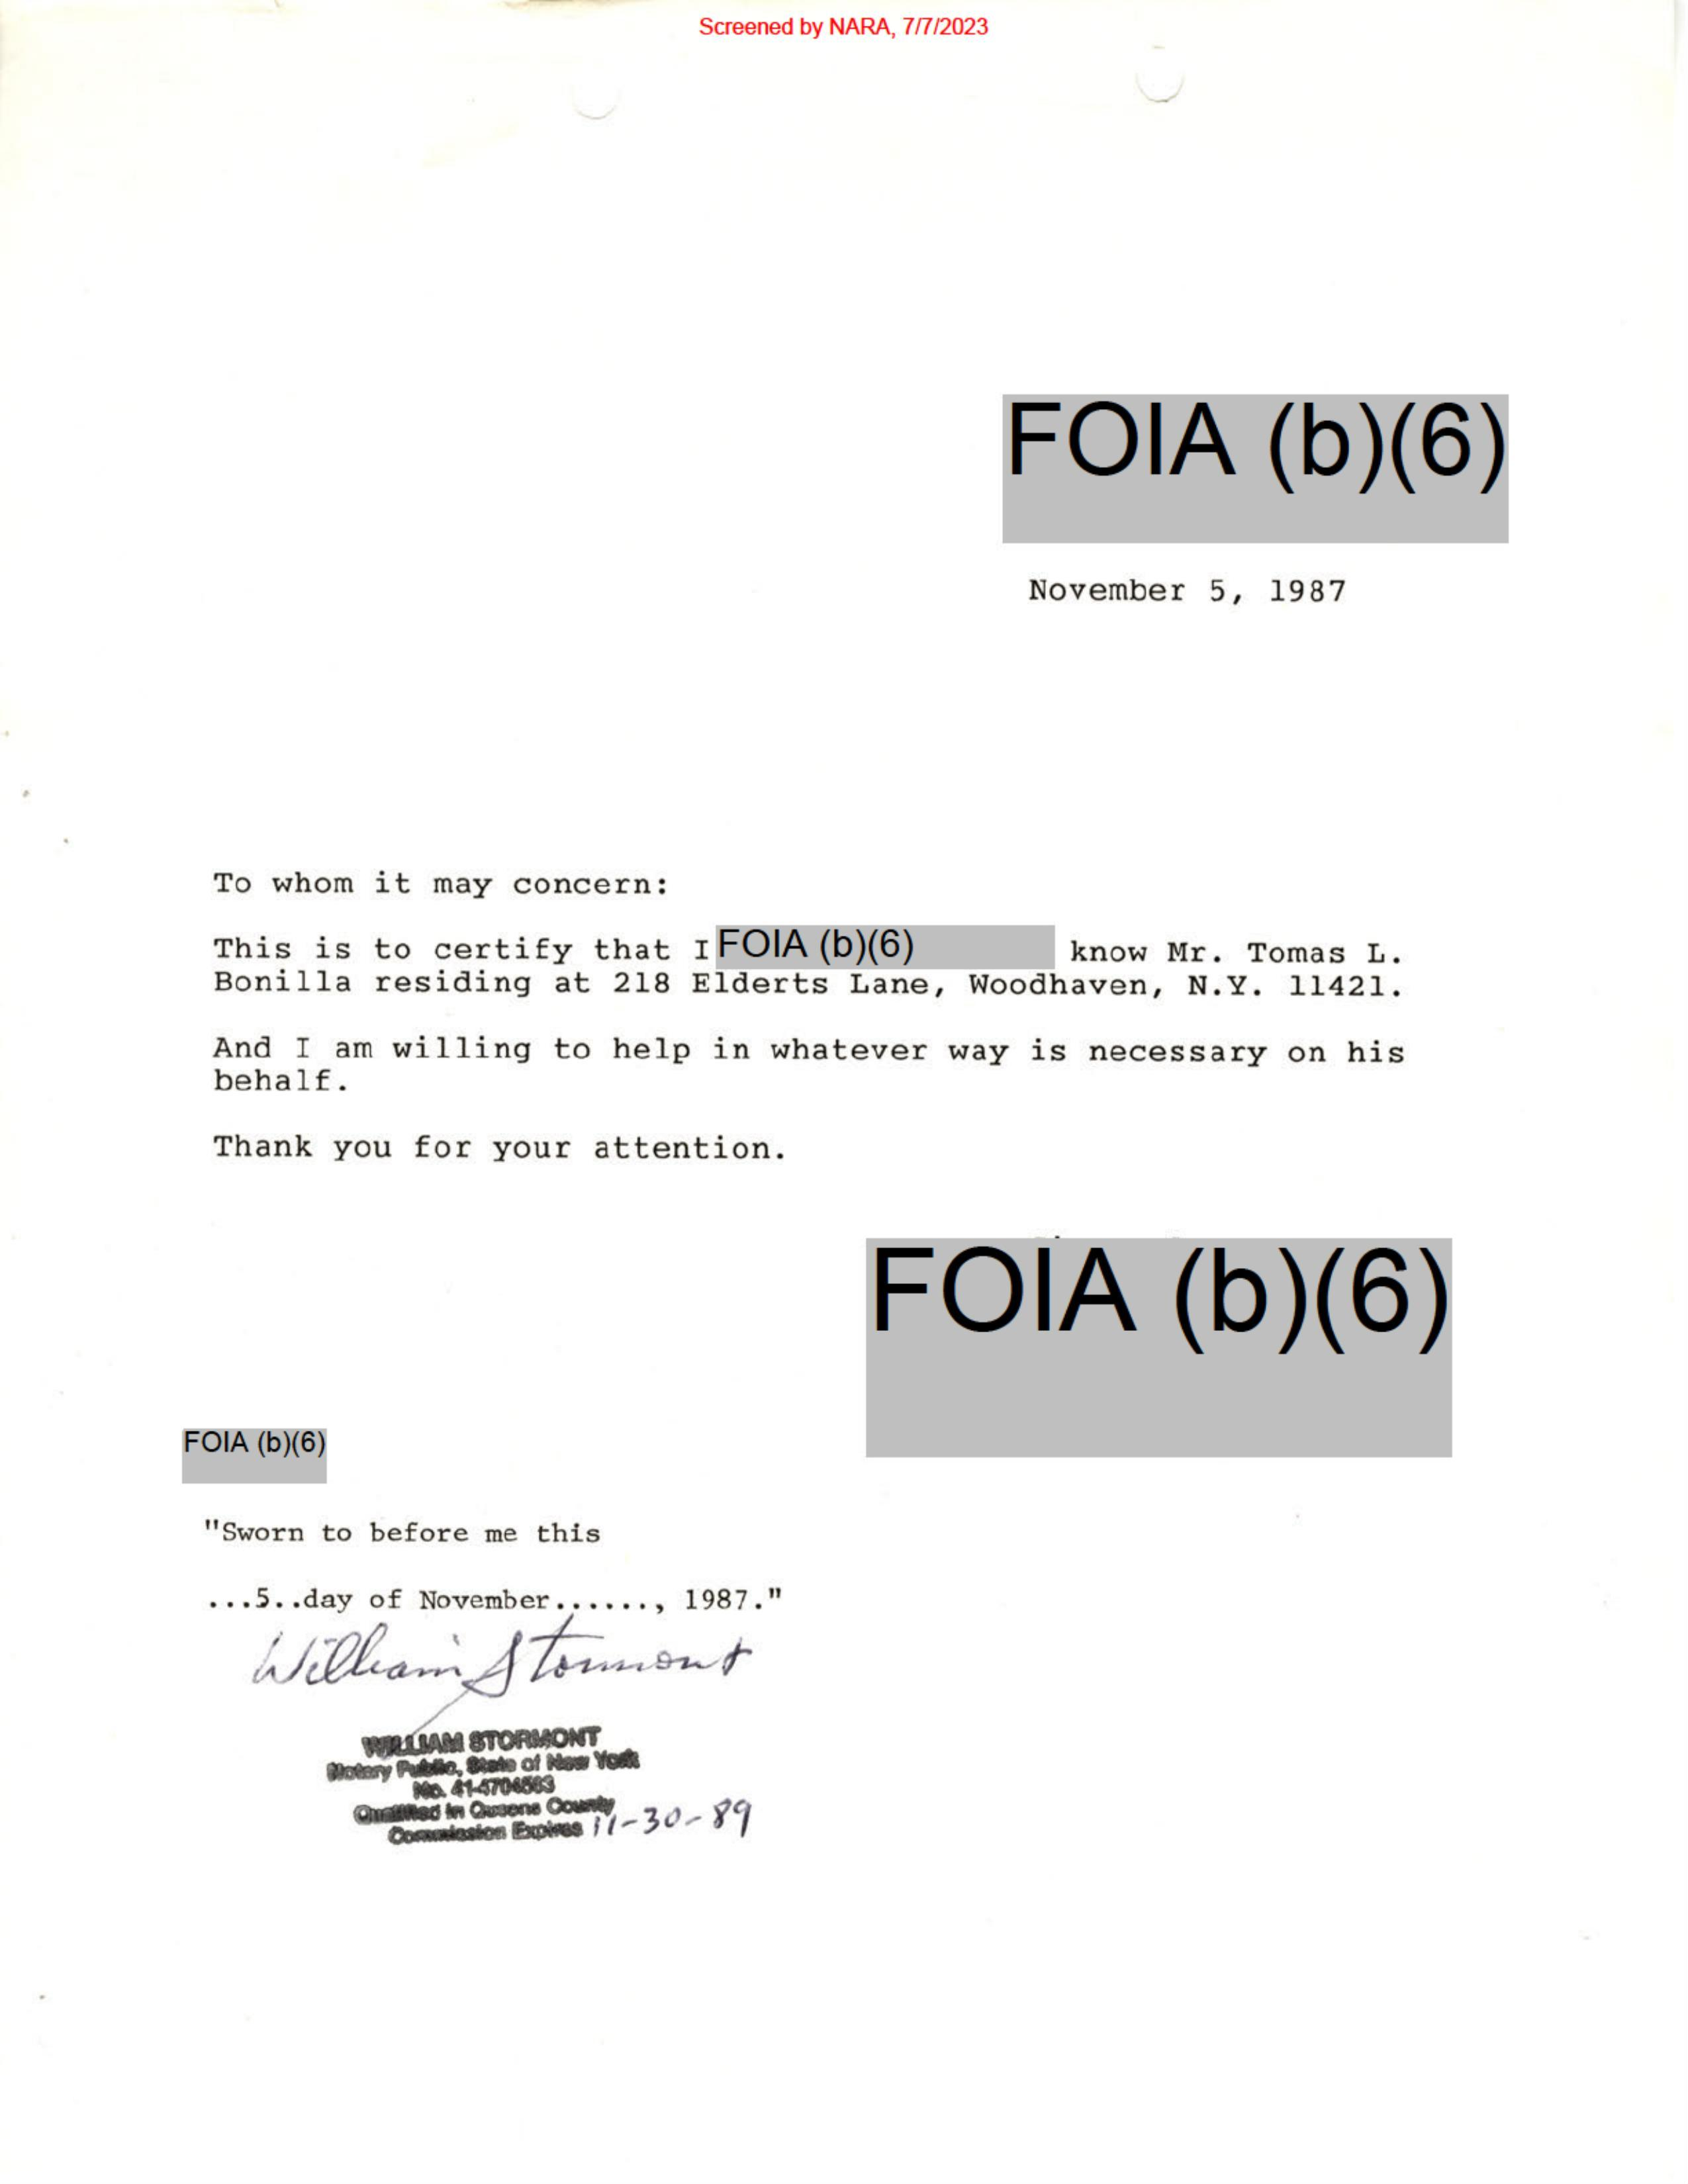 Screened by NARA, 7/7/2023
FOIA (b)(6)
November 5, 1987
To whom it may concern:
This is to certify that I FOIA (b)(6) know Mr. Tomas L.
Bonilla residing at 218 Elderts Lane, Woodhaven, N.Y. 11421.
And I am willing to help in whatever way is necessary on his
behalf.
Thank you for your attention.
FOIA (b)(6)
FOIA (b)(6)
"Sworn to before me this
...5..day of November......, 1987."
William Stormont
WILLIAM STORMONT
Notary Public, State of New York
No. 41-4704563
Qualified in Queens County
Commission Expires 11-30-89